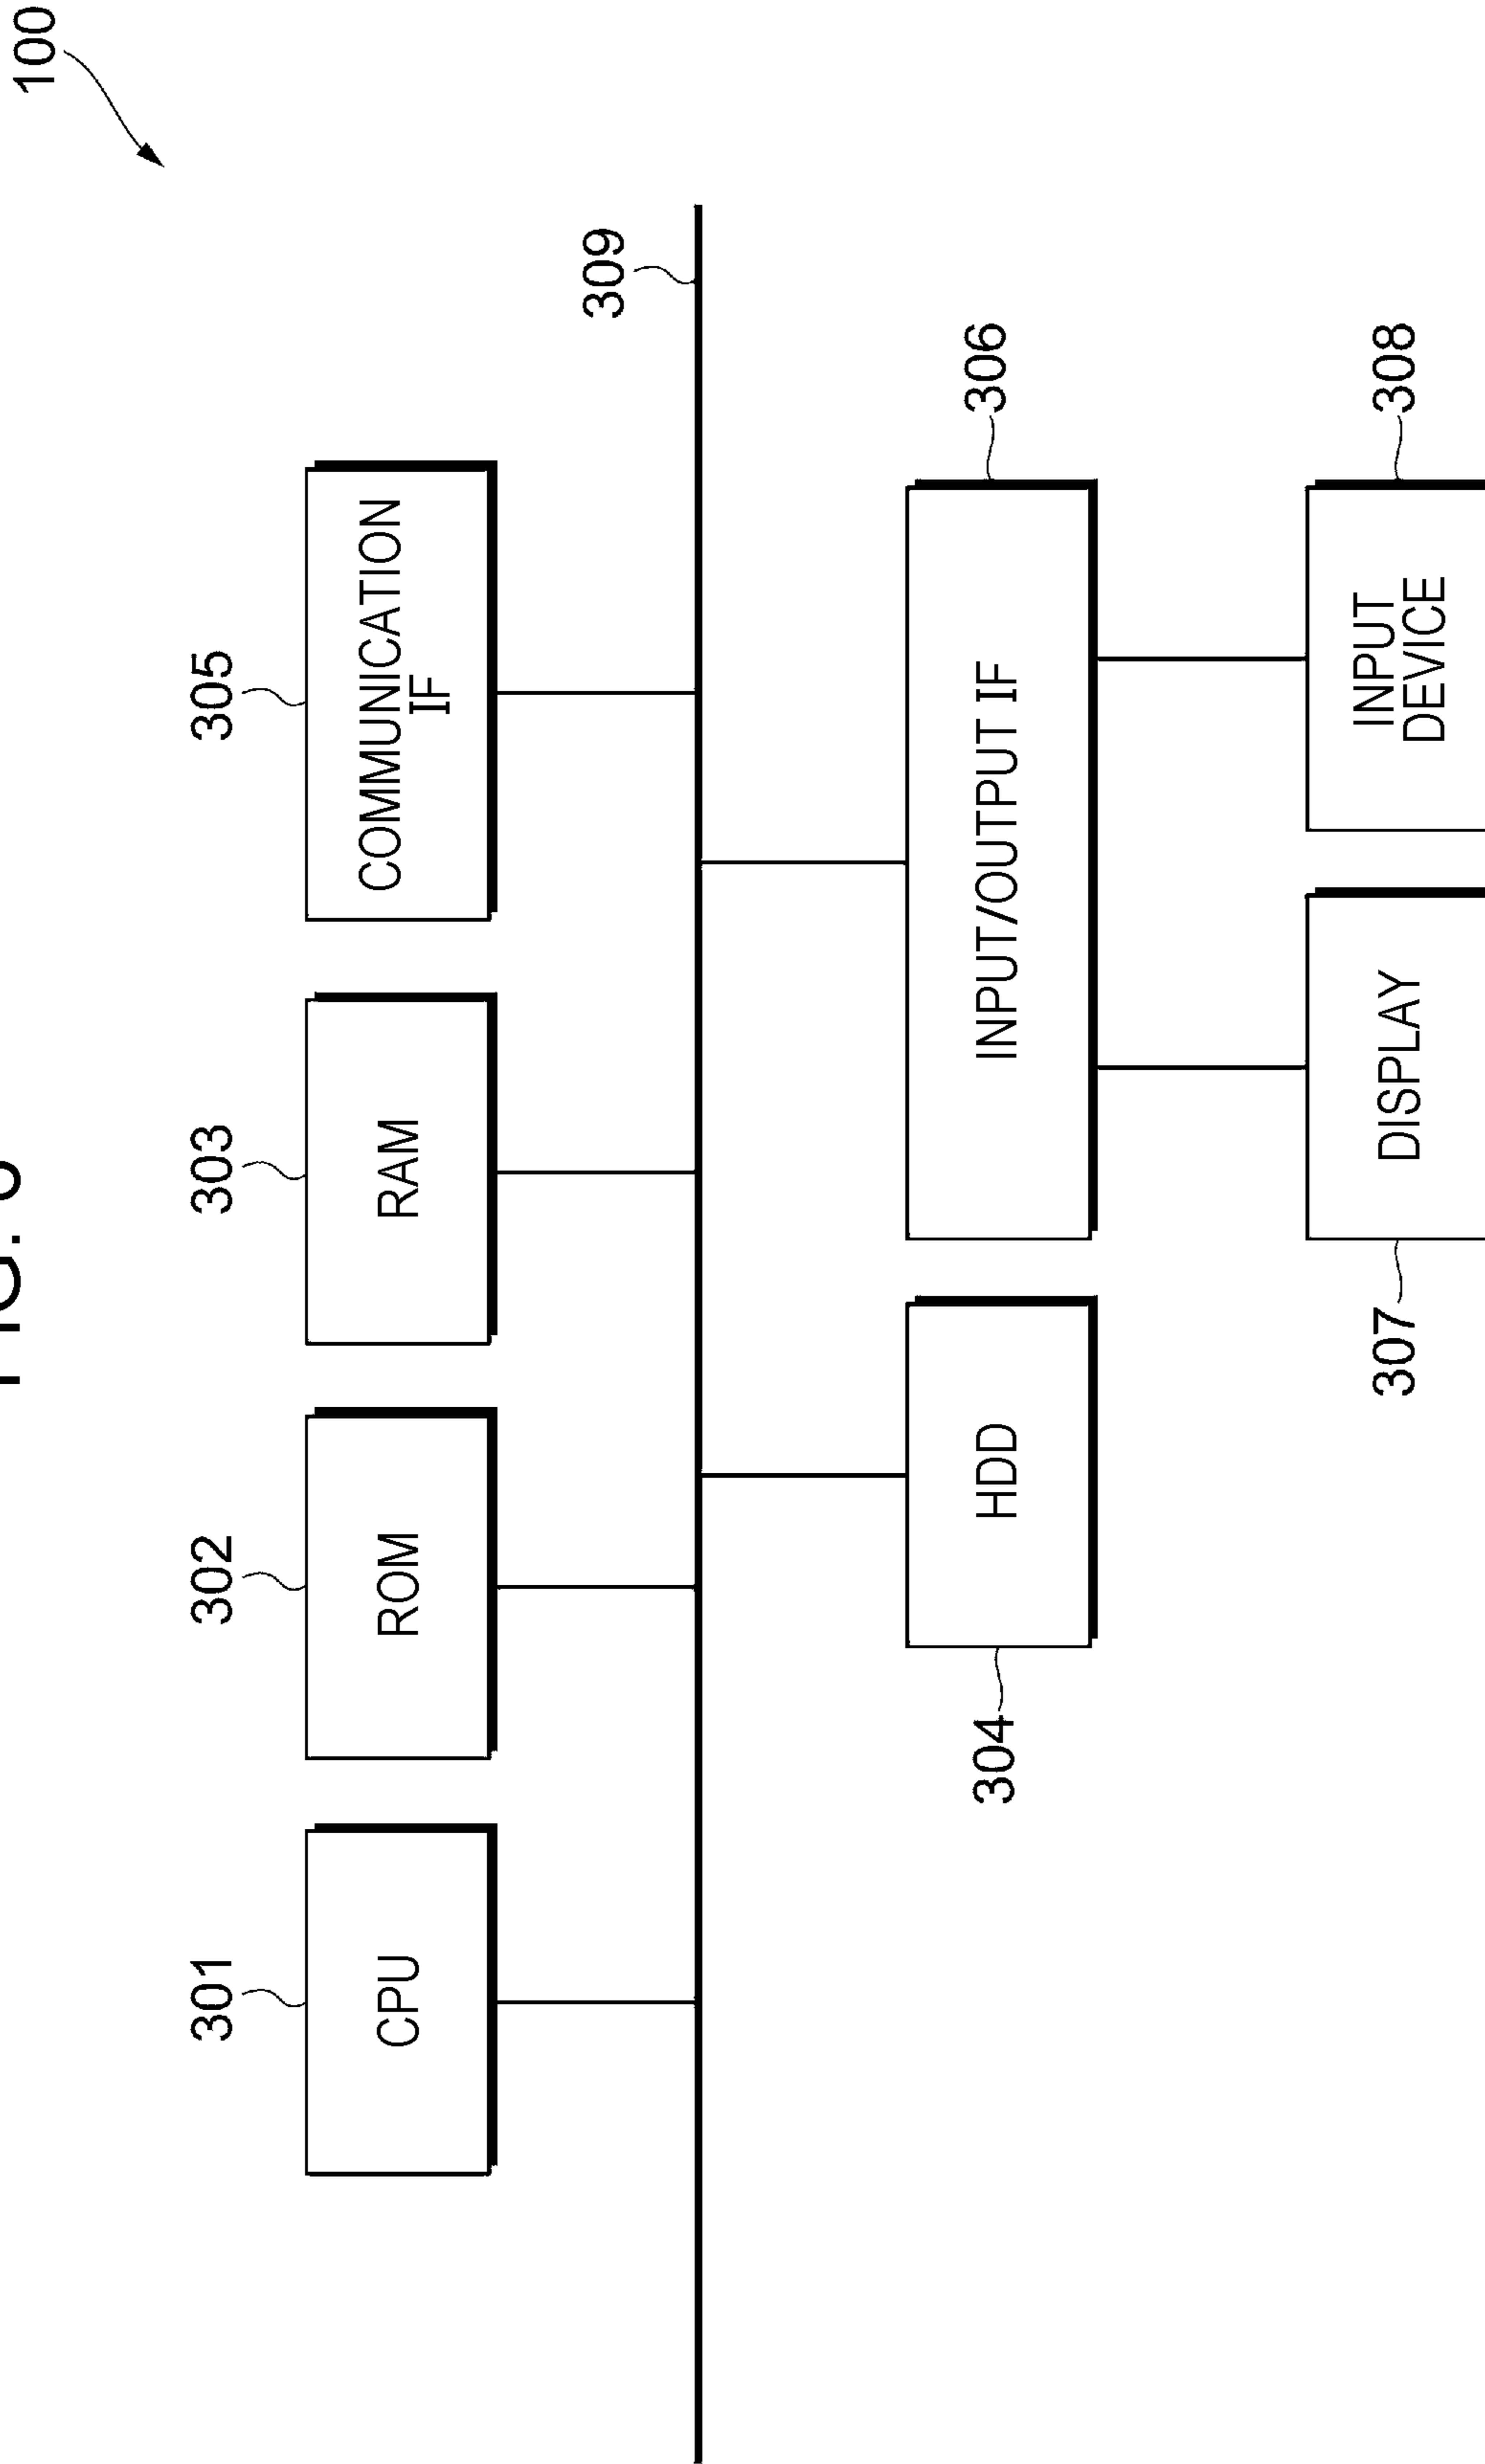 FIG.
100
301
302
303
305
CPU
ROM
RAM
COMMUNICATION
IF
309
304
HDD
INPUT/OUTPUT IF
306
307
DISPLAY
INPUT
DEVICE
308